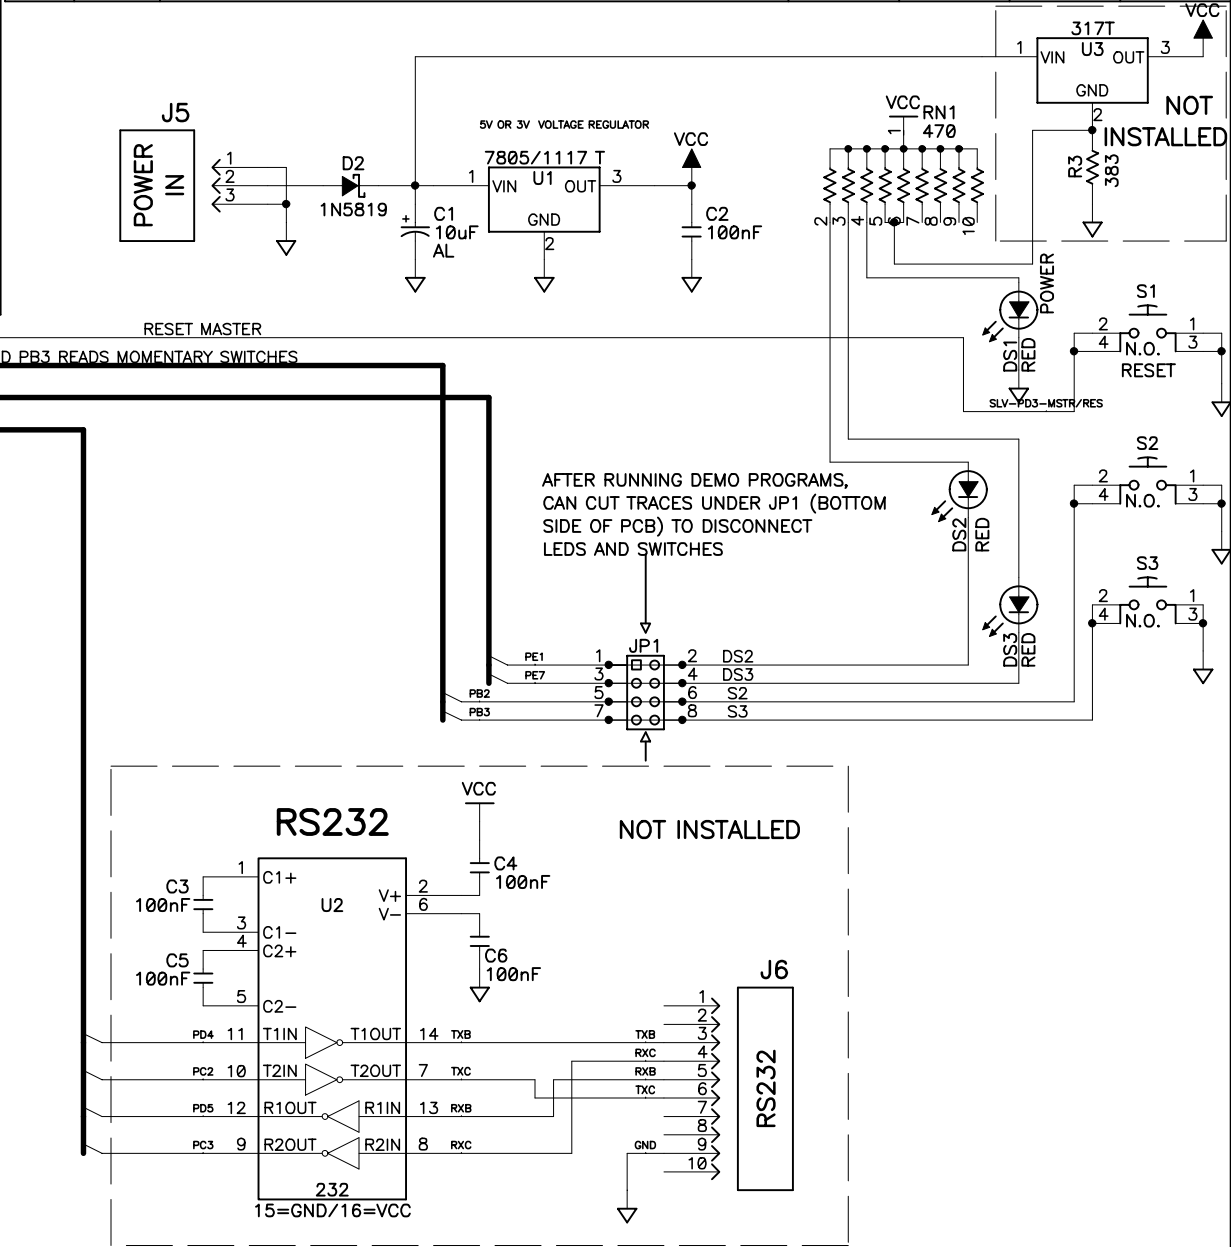 J5
POWER
IN
1
2
3
D2
1N5819
+
C1
10uF
AL
5V OR 3V VOLTAGE REGULATOR
7805/1117 T
1 VIN U1 OUT 3
GND
2
VCC
C2
100nF
VCC
1
RN1
470
2 3 4 5 6 7 8 9 10
317T
1 VIN U3 OUT 3
GND
2
VCC
NOT
INSTALLED
R3
383
POWER
DS1
RED
S1
2 1
4 3
N.O.
RESET
RESET MASTER
D PB3 READS MOMENTARY SWITCHES
SLV-PD3-MSTR/RES
S2
2 1
4 3
N.O.
AFTER RUNNING DEMO PROGRAMS,
CAN CUT TRACES UNDER JP1 (BOTTOM
SIDE OF PCB) TO DISCONNECT
LEDS AND SWITCHES
DS2
RED
S3
2 1
4 3
N.O.
DS3
RED
JP1
PE1 1 2 DS2
PE7 3 4 DS3
PB2 5 6 S2
PB3 7 8 S3
RS232
NOT INSTALLED
VCC
C4
100nF
C3
100nF
1 C1+
3 C1-
U2
V+ 2
V- 6
C5
100nF
4 C2+
5 C2-
C6
100nF
PD4 11 T1IN T1OUT 14 TXB
PC2 10 T2IN T2OUT 7 TXC
PD5 12 R1OUT R1IN 13 RXB
PC3 9 R2OUT R2IN 8 RXC
232
15=GND/16=VCC
J6
RS232
1
2
TXB 3
RXC 4
RXB 5
TXC 6
7
8
GND 9
10